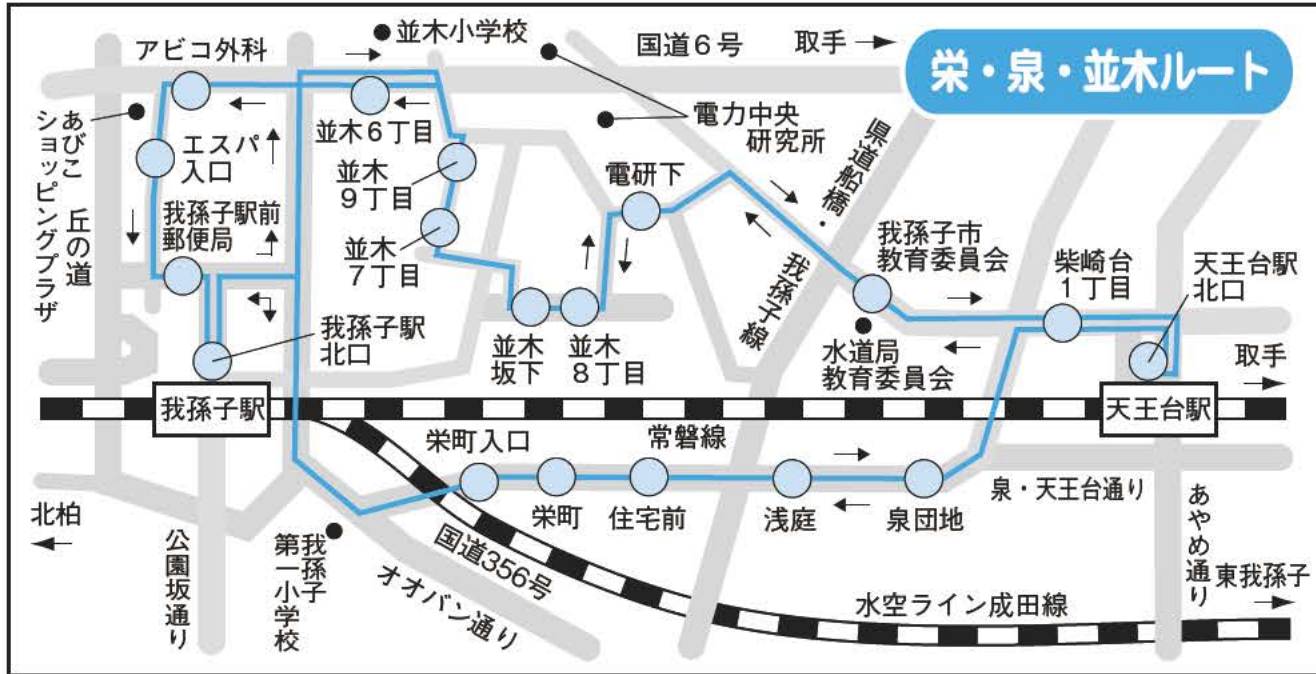 栄・泉・並木ルート
アビコ外科
並木小学校
国道6号
取手
あびこ
ショッピングプラザ
エスパ
入口
並木6丁目
電力中央
研究所
県道船橋・
我孫子線
丘の道
我孫子駅前
郵便局
並木
9丁目
並木
7丁目
電研下
我孫子市
教育委員会
柴崎台
1丁目
天王台駅
北口
我孫子駅
北口
並木
坂下
並木
8丁目
水道局
教育委員会
取手
我孫子駅
天王台駅
常磐線
栄町入口
栄町
住宅前
浅庭
泉団地
泉・天王台通り
北柏
公園坂通り
我孫子
第一小学校
オオバン通り
国道356号
水空ライン成田線
あやめ通り
東我孫子